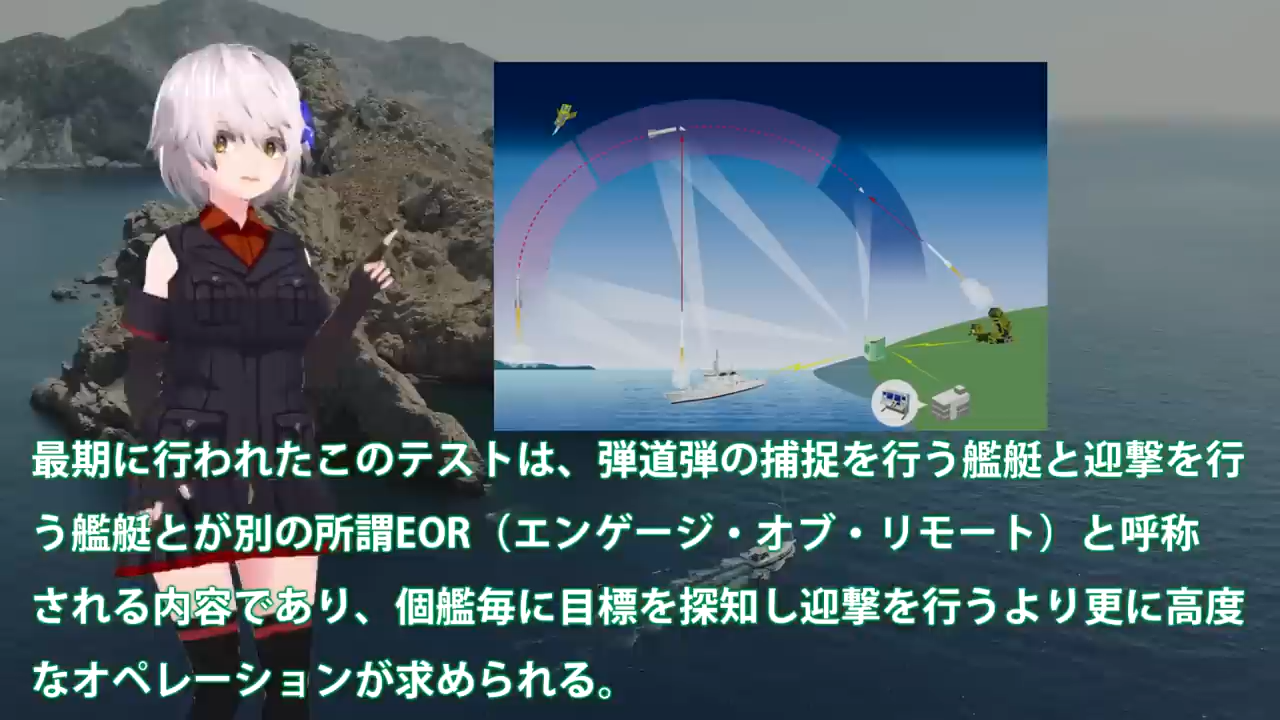 最期に行われたこのテストは、弾道弾の捕捉を行う艦艇と迎撃を行
う艦艇とが別の所謂EOR（エンゲージ・オブ・リモート）と呼称
される内容であり、個艦毎に目標を探知し迎撃を行うより更に高度
なオペレーションが求められる。